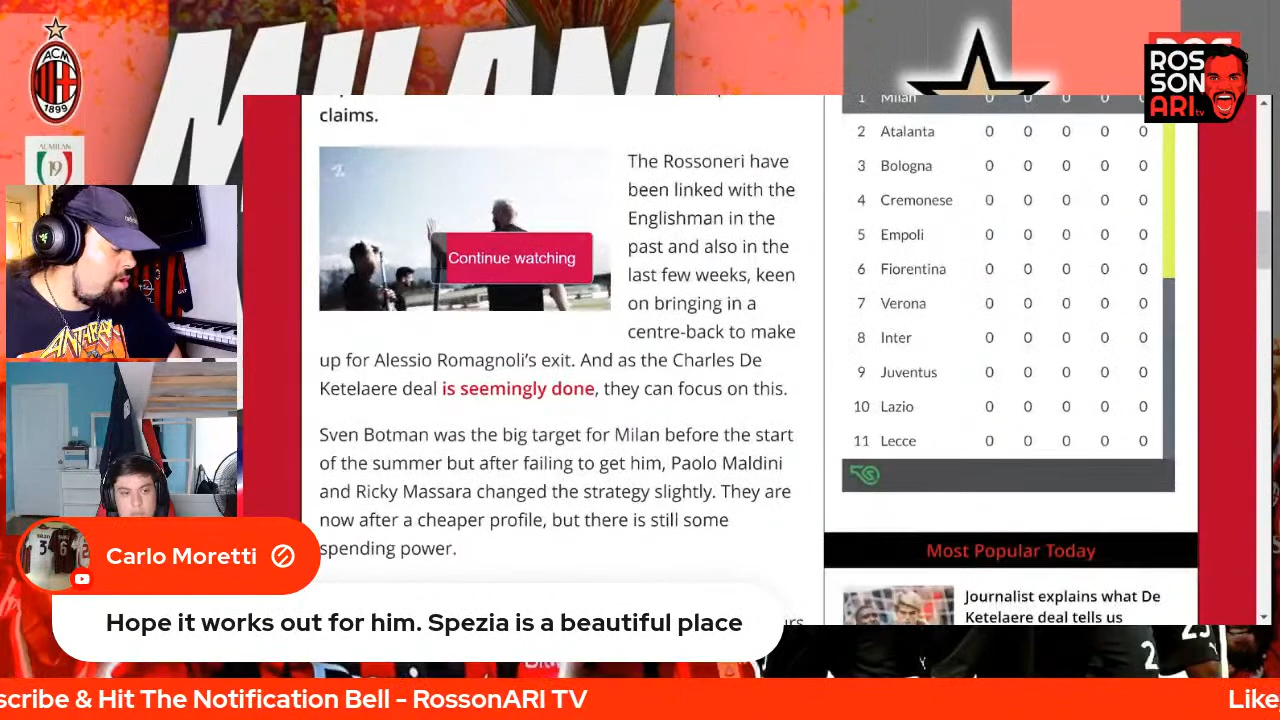 MILAN
ACM
1899
ACMILAN
19
ROS
SON
ARI tv
claims.
Continue watching
The Rossoneri have
been linked with the
Englishman in the
past and also in the
last few weeks, keen
on bringing in a
centre-back to make
up for Alessio Romagnoli’s exit. And as the Charles De
Ketelaere deal is seemingly done, they can focus on this.
Sven Botman was the big target for Milan before the start
of the summer but after failing to get him, Paolo Maldini
and Ricky Massara changed the strategy slightly. They are
now after a cheaper profile, but there is still some
spending power.
1 Milan 0 0 0 0 0
2 Atalanta 0 0 0 0 0
3 Bologna 0 0 0 0 0
4 Cremonese 0 0 0 0 0
5 Empoli 0 0 0 0 0
6 Fiorentina 0 0 0 0 0
7 Verona 0 0 0 0 0
8 Inter 0 0 0 0 0
9 Juventus 0 0 0 0 0
10 Lazio 0 0 0 0 0
11 Lecce 0 0 0 0 0
Most Popular Today
Journalist explains what De
Ketelaere deal tells us
ANTHRAX
Carlo Moretti
Hope it works out for him. Spezia is a beautiful place
scribe & Hit The Notification Bell - RossonARI TV
Like,